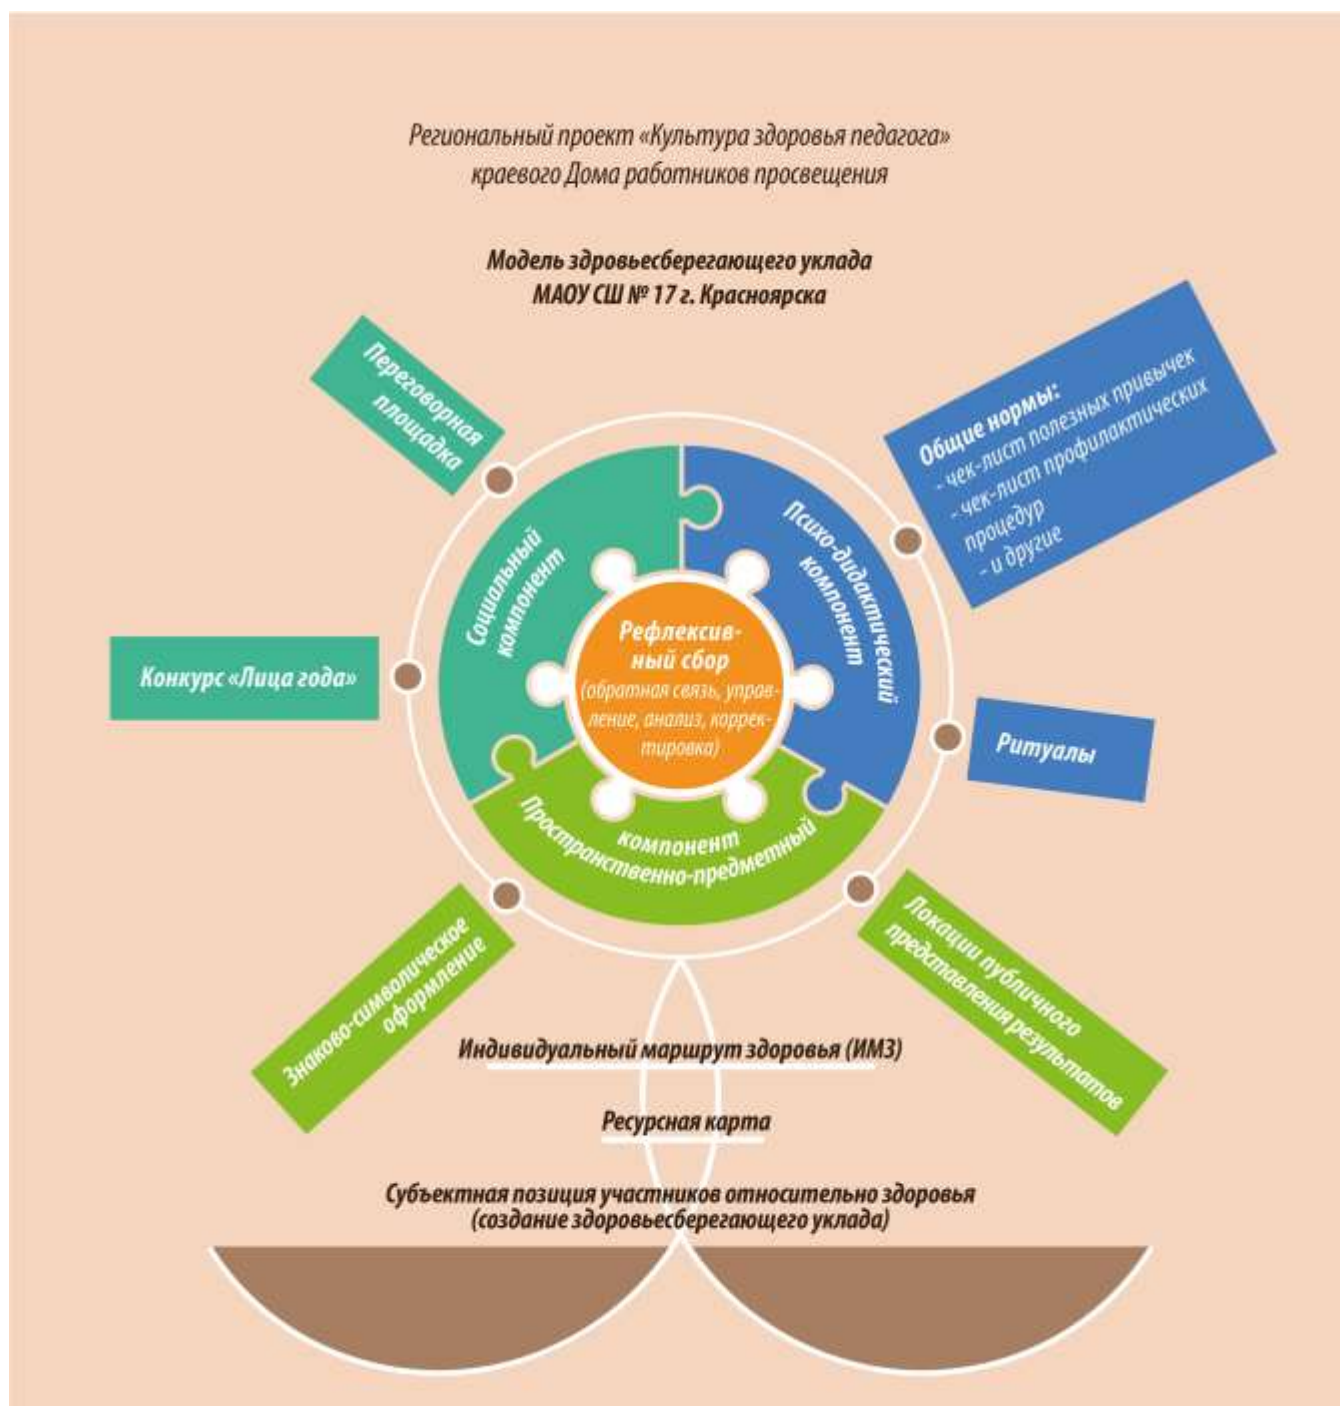 Региональный проект «Культура здоровья педагога»
краевого Дома работников просвещения
Модель здровьесберегающего уклада
МАОУ СШ № 17 г. Красноярска
Переговорная
площадка
Общие нормы:
- чек-лист полезных привычек
- чек-лист профилактических
процедур
- и другие
Социальный
компонент
Психо-дидактический
компонент
Рефлексив-
ный сбор
(обратная связь, управ-
ление, анализ, коррек-
тировка)
Конкурс «Лица года»
Ритуалы
компонент
Пространственно-предметный
Знаково-символическое
оформление
Локации публичного
представления результатов
Индивидуальный маршрут здоровья (ИМЗ)
Ресурсная карта
Субъектная позиция участников относительно здоровья
(создание здоровьесберегающего уклада)